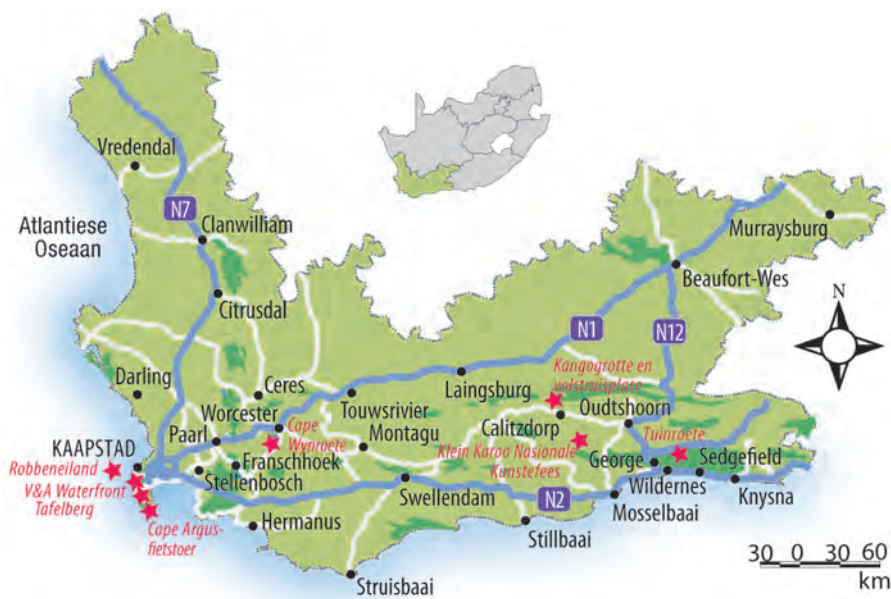 Vredendal
N7
Atlantiese
Oseaan
Clanwilliam
Murraysburg
Beaufort-Wes
Citrusdal
N
N1
N12
Kangogrotte en
volstruisplase
Darling
Ceres
Laingsburg
Worcester
Touwsrivier
Calitzdorp
Oudtshoorn
Paarl
Cape
Wynroete
Montagu
Tuinroete
KAAPSTAD
Klein Karoo Nasionale
Kunstefees
Robbeneiland
Franschhoek
George
Sedgefield
Stellenbosch
Wildernes
V&A Waterfront
Swellendam
N2
Knysna
Tafelberg
Mosselbaai
Cape Argus-
fietstoer
Hermanus
Stillbaai
Struisbaai
30 0 30 60
km